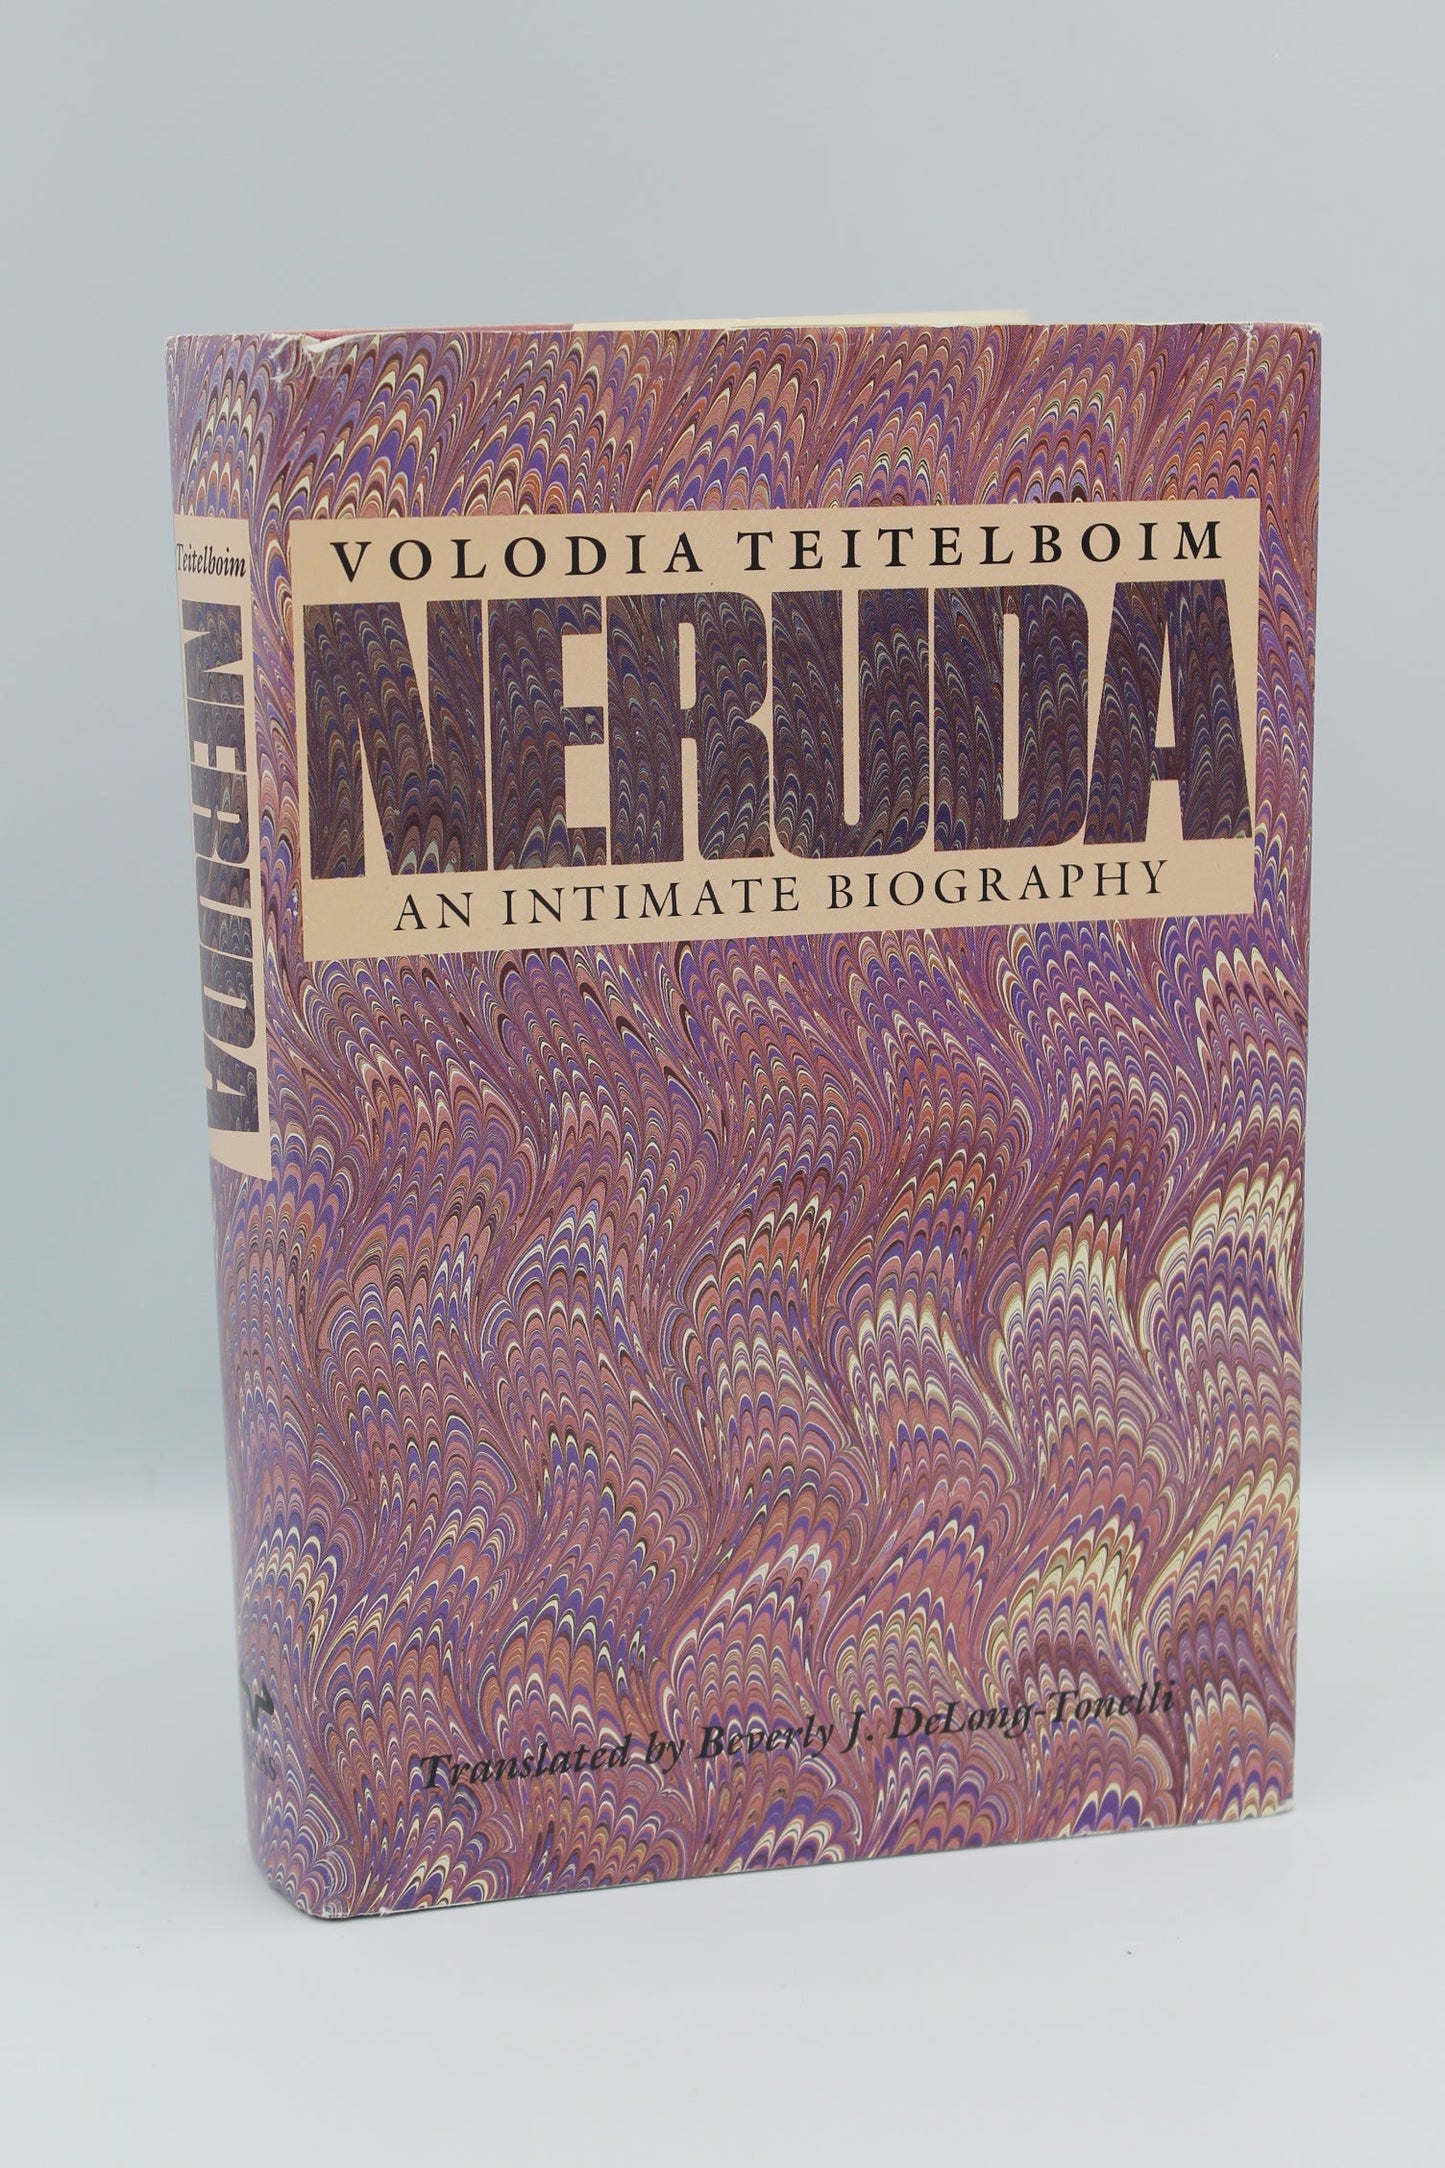 Teitelboim
NERUDA
VOLODIA TEITELBOIM
NERUDA
AN INTIMATE BIOGRAPHY
Translated by Beverly J. DeLong-Tonelli